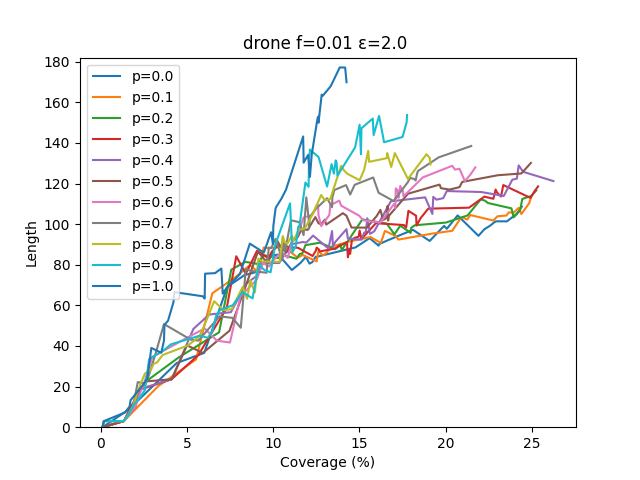 drone f=0.01 ε=2.0
Length
180
160
140
120
100
80
60
40
20
0
p=0.0
p=0.1
p=0.2
p=0.3
p=0.4
p=0.5
p=0.6
p=0.7
p=0.8
p=0.9
p=1.0
0 5 10 15 20 25
Coverage (%)